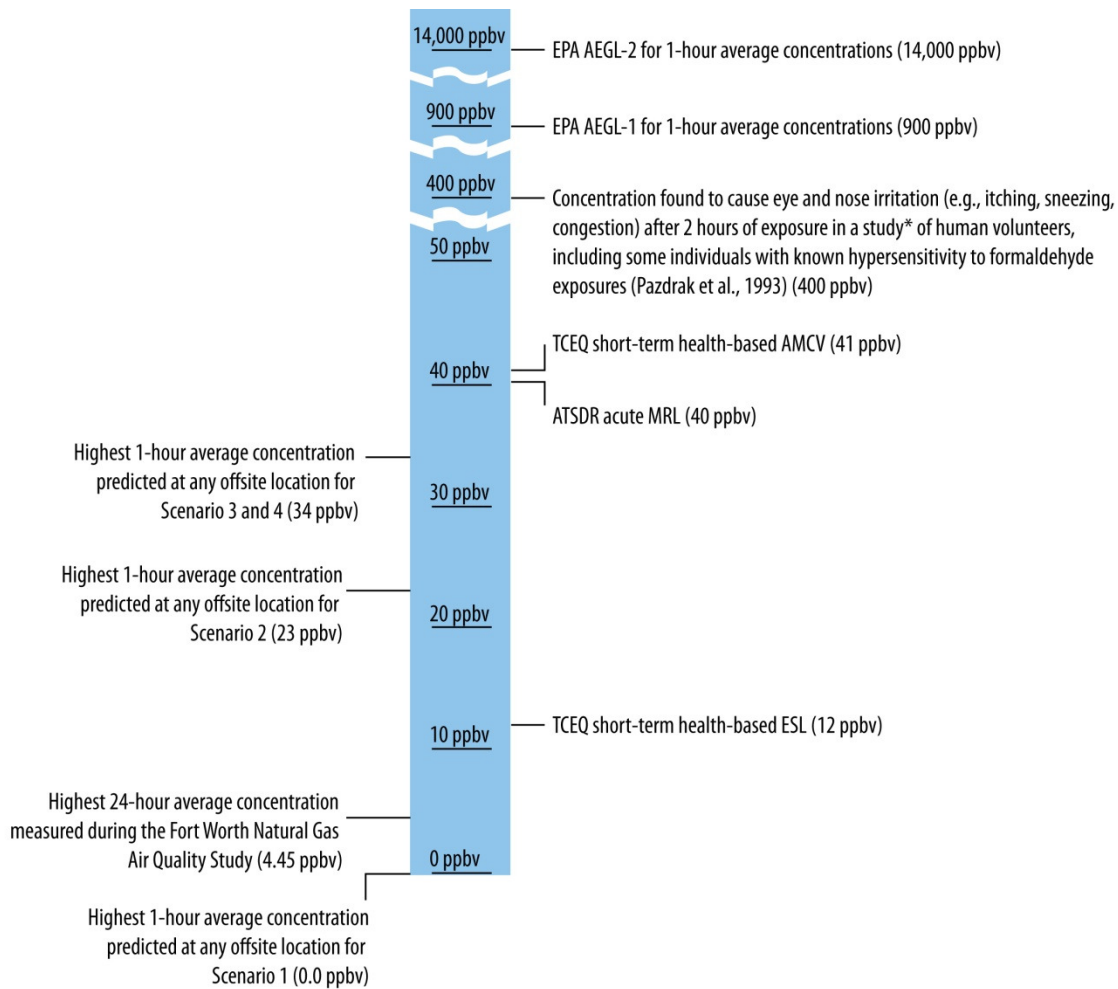 14,000 ppbv
EPA AEGL-2 for 1-hour average concentrations (14,000 ppbv)
900 ppbv
EPA AEGL-1 for 1-hour average concentrations (900 ppbv)
400 ppbv
Concentration found to cause eye and nose irritation (e.g., itching, sneezing,
congestion) after 2 hours of exposure in a study* of human volunteers,
including some individuals with known hypersensitivity to formaldehyde
exposures (Pazdrak et al., 1993) (400 ppbv)
50 ppbv
TCEQ short-term health-based AMCV (41 ppbv)
40 ppbv
ATSDR acute MRL (40 ppbv)
Highest 1-hour average concentration
predicted at any offsite location for
Scenario 3 and 4 (34 ppbv)
30 ppbv
Highest 1-hour average concentration
predicted at any offsite location for
Scenario 2 (23 ppbv)
20 ppbv
TCEQ short-term health-based ESL (12 ppbv)
10 ppbv
Highest 24-hour average concentration
measured during the Fort Worth Natural Gas
Air Quality Study (4.45 ppbv)
0 ppbv
Highest 1-hour average concentration
predicted at any offsite location for
Scenario 1 (0.0 ppbv)